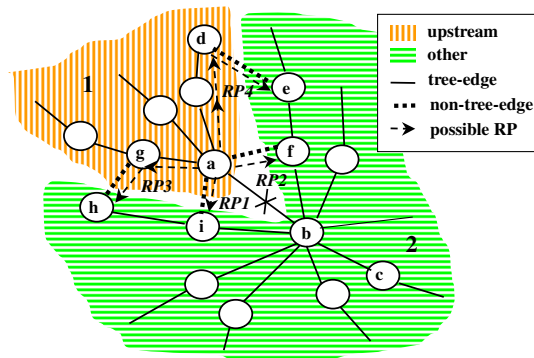 d
upstream
other
tree-edge
non-tree-edge
possible RP
1
RP4
e
g
a
f
RP3
RP2
h
RP1
i
b
2
c